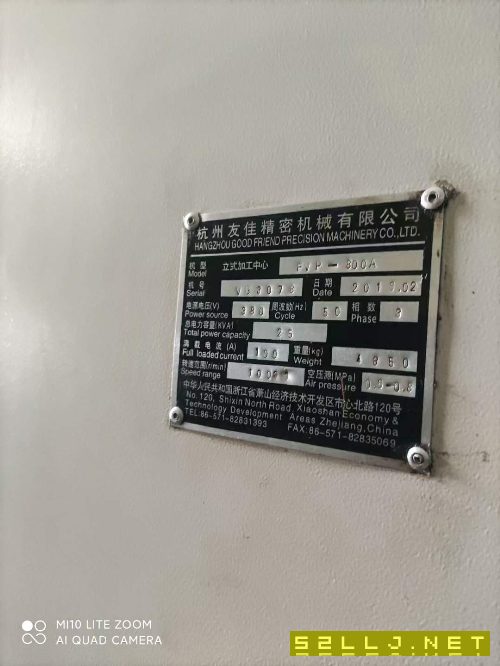 杭州友佳精密机械有限公司
HANGZHOU GOOD FRIEND PRECISION MACHINERY CO.,LTD.
机型 立式加工中心
Model
机号 日期
Serial Date 2013.02
电源电压(V) 380 周波数(Hz) 50 相数 3
Power source Cycle Phase
总电力容量(KVA) 25
Total power capacity
满载电流(A) 100 重量(kg)
Full loaded current Weight
转速范围(r/min) 空压源(MPa)
Speed range Air pressure
中华人民共和国浙江省萧山经济技术开发区市心北路120号
No.120, Shixin North Road, Xiaoshan Economy &
Technology Development Areas Zhejiang, China
TEL:86-571-82831393 FAX:86-571-82835069
MI10 LITE ZOOM
AI QUAD CAMERA
52LLJ.NET